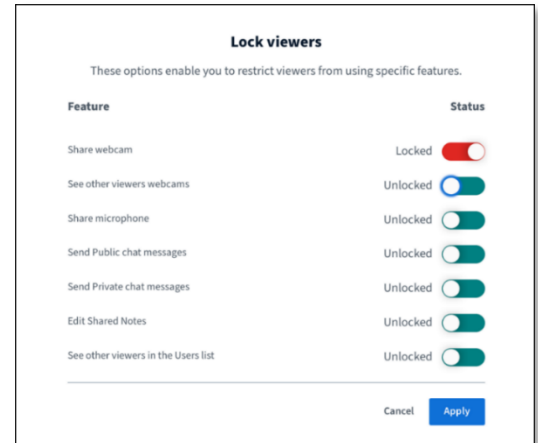 Lock viewers
These options enable you to restrict viewers from using specific features.
Feature Status
Share webcam Locked
See other viewers webcams Unlocked
Share microphone Unlocked
Send Public chat messages Unlocked
Send Private chat messages Unlocked
Edit Shared Notes Unlocked
See other viewers in the Users list Unlocked
Cancel Apply